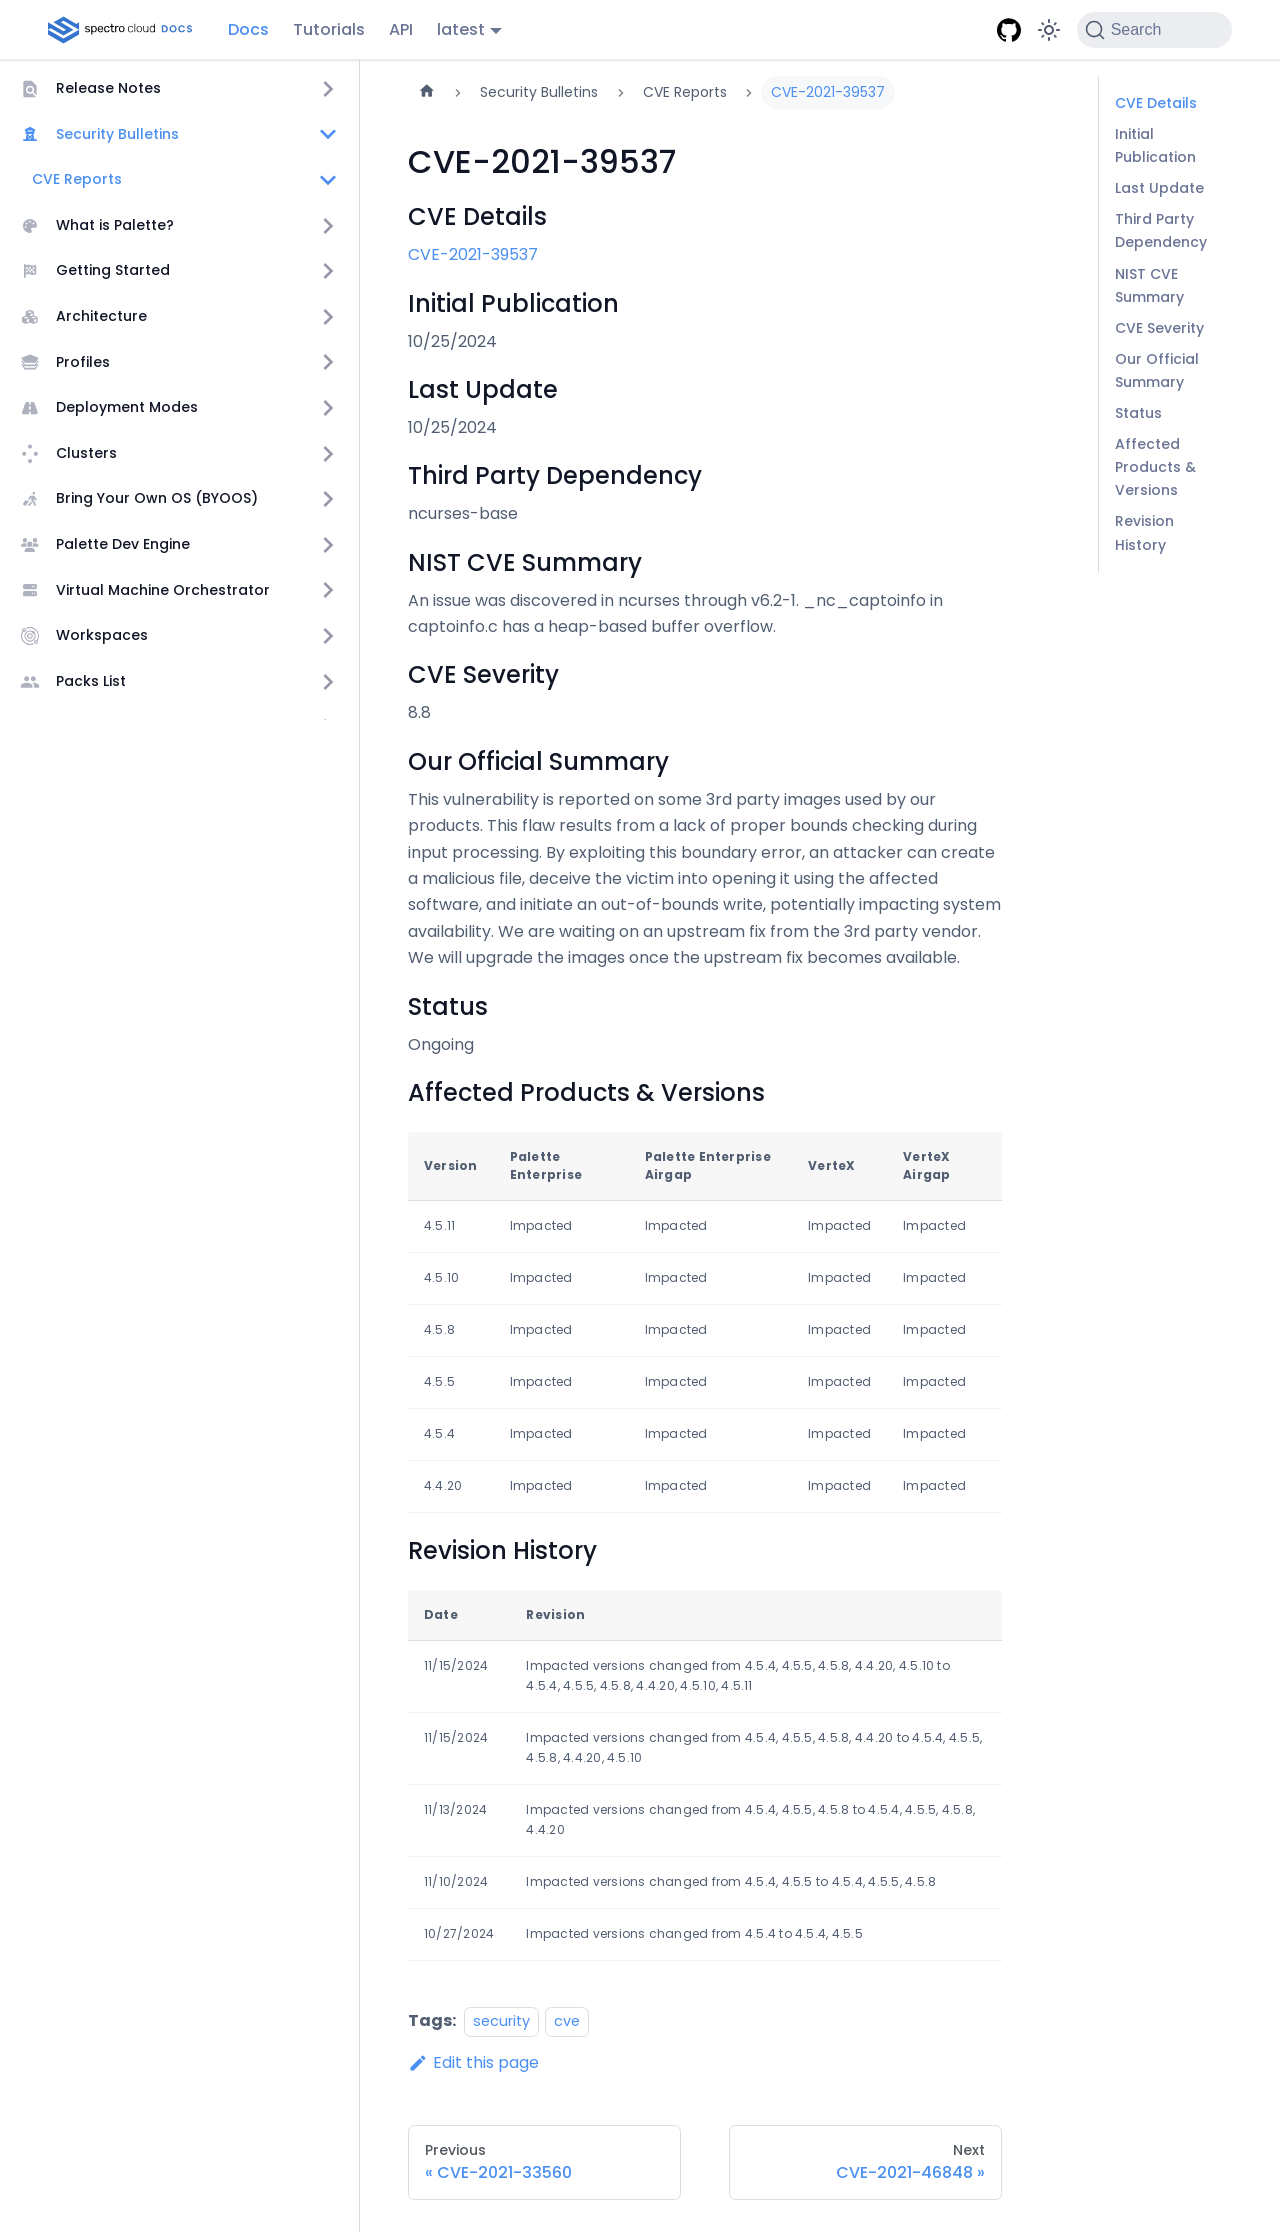 spectro cloud DOCS
Docs
Tutorials
API
latest
Search
Release Notes
Security Bulletins
CVE Reports
What is Palette?
Getting Started
Architecture
Profiles
Deployment Modes
Clusters
Bring Your Own OS (BYOOS)
Palette Dev Engine
Virtual Machine Orchestrator
Workspaces
Packs List
Security Bulletins
CVE Reports
CVE-2021-39537
CVE-2021-39537
CVE Details
CVE-2021-39537
Initial Publication
10/25/2024
Last Update
10/25/2024
Third Party Dependency
ncurses-base
NIST CVE Summary
An issue was discovered in ncurses through v6.2-1. _nc_captoinfo in
captoinfo.c has a heap-based buffer overflow.
CVE Severity
8.8
Our Official Summary
This vulnerability is reported on some 3rd party images used by our
products. This flaw results from a lack of proper bounds checking during
input processing. By exploiting this boundary error, an attacker can create
a malicious file, deceive the victim into opening it using the affected
software, and initiate an out-of-bounds write, potentially impacting system
availability. We are waiting on an upstream fix from the 3rd party vendor.
We will upgrade the images once the upstream fix becomes available.
Status
Ongoing
Affected Products & Versions
Version | Palette Enterprise | Palette Enterprise Airgap | VerteX | VerteX Airgap
4.5.11 Impacted Impacted Impacted Impacted
4.5.10 Impacted Impacted Impacted Impacted
4.5.8 Impacted Impacted Impacted Impacted
4.5.5 Impacted Impacted Impacted Impacted
4.5.4 Impacted Impacted Impacted Impacted
4.4.20 Impacted Impacted Impacted Impacted
Revision History
Date Revision
11/15/2024 Impacted versions changed from 4.5.4, 4.5.5, 4.5.8, 4.4.20, 4.5.10 to
4.5.4, 4.5.5, 4.5.8, 4.4.20, 4.5.10, 4.5.11
11/15/2024 Impacted versions changed from 4.5.4, 4.5.5, 4.5.8, 4.4.20 to 4.5.4, 4.5.5,
4.5.8, 4.4.20, 4.5.10
11/13/2024 Impacted versions changed from 4.5.4, 4.5.5, 4.5.8 to 4.5.4, 4.5.5, 4.5.8,
4.4.20
11/10/2024 Impacted versions changed from 4.5.4, 4.5.5 to 4.5.4, 4.5.5, 4.5.8
10/27/2024 Impacted versions changed from 4.5.4 to 4.5.4, 4.5.5
Tags: security cve
Edit this page
Previous
« CVE-2021-33560
Next
CVE-2021-46848 »
CVE Details
Initial
Publication
Last Update
Third Party
Dependency
NIST CVE
Summary
CVE Severity
Our Official
Summary
Status
Affected
Products &
Versions
Revision
History